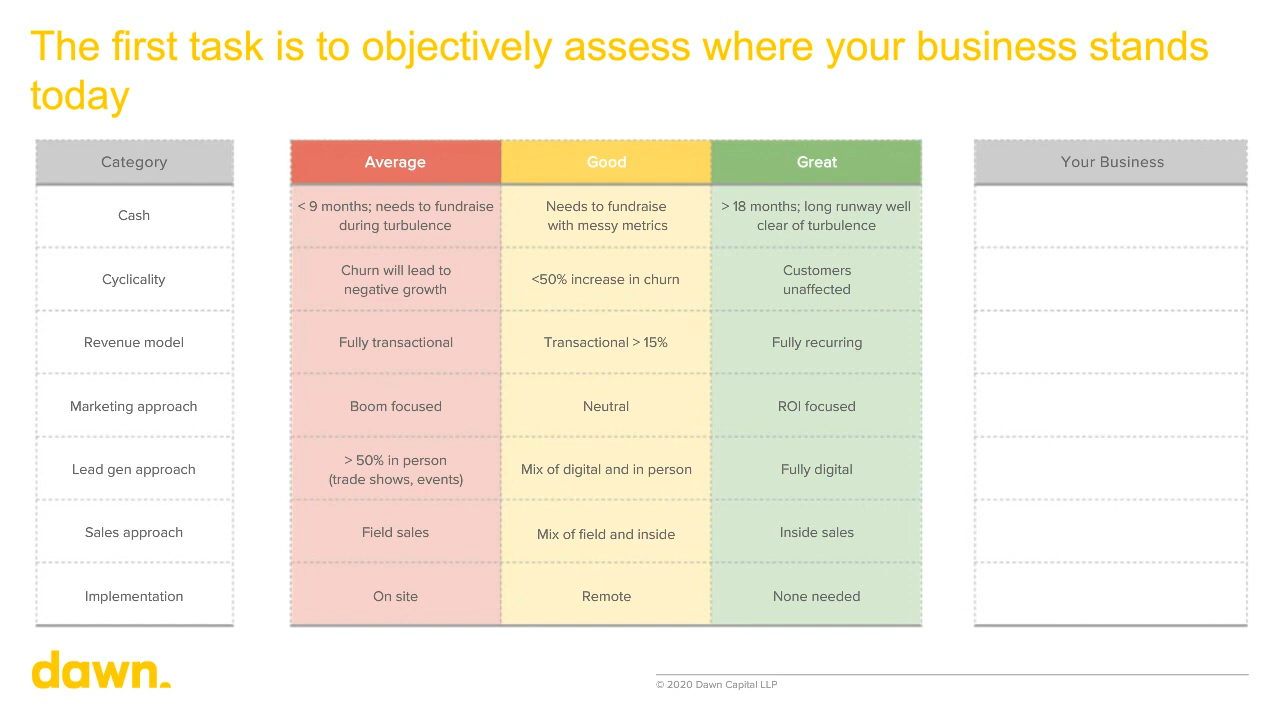 The first task is to objectively assess where your business stands
today
Category
Average
Good
Great
Your Business
Cash
< 9 months; needs to fundraise
during turbulence
Needs to fundraise
with messy metrics
> 18 months; long runway well
clear of turbulence
Cyclicality
Churn will lead to
negative growth
<50% increase in churn
Customers
unaffected
Revenue model
Fully transactional
Transactional > 15%
Fully recurring
Marketing approach
Boom focused
Neutral
ROI focused
Lead gen approach
> 50% in person
(trade shows, events)
Mix of digital and in person
Fully digital
Sales approach
Field sales
Mix of field and inside
Inside sales
Implementation
On site
Remote
None needed
dawn.
© 2020 Dawn Capital LLP